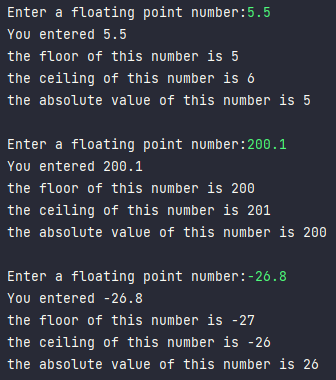 Enter a floating point number:5.5
You entered 5.5
the floor of this number is 5
the ceiling of this number is 6
the absolute value of this number is 5
Enter a floating point number:200.1
You entered 200.1
the floor of this number is 200
the ceiling of this number is 201
the absolute value of this number is 200
Enter a floating point number:-26.8
You entered -26.8
the floor of this number is -27
the ceiling of this number is -26
the absolute value of this number is 26